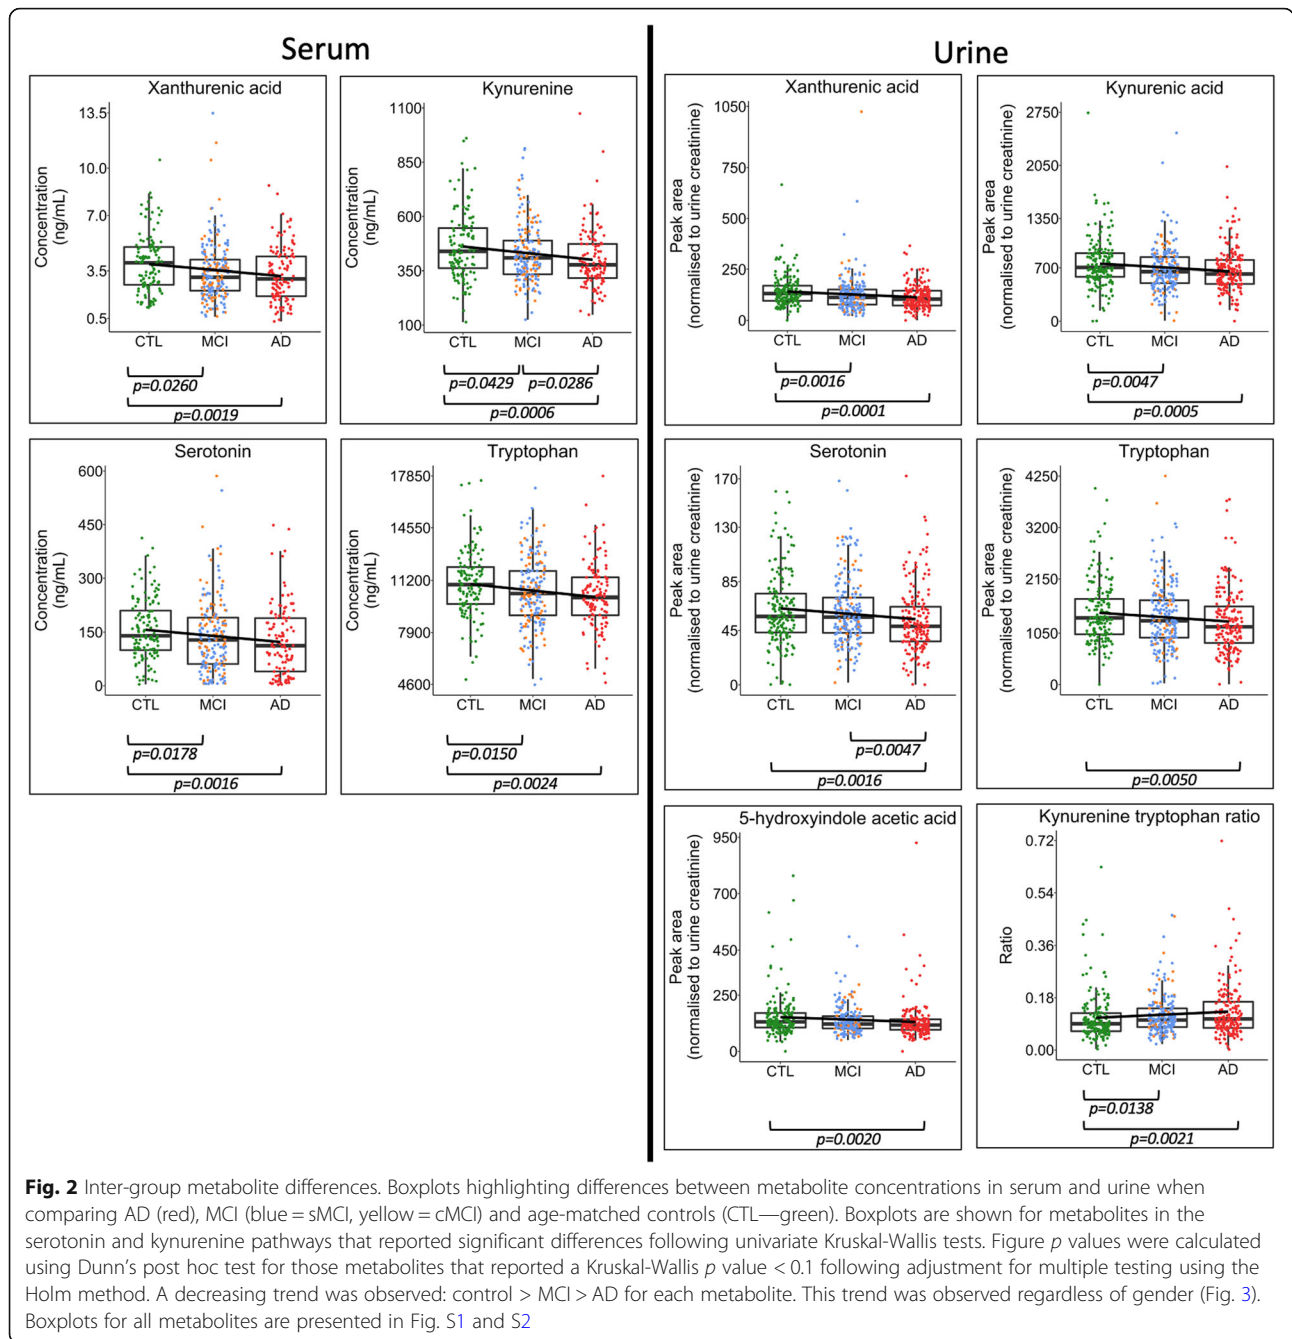 Serum
Xanthurenic acid
Concentration
(ng/mL)
13.5
10.0
7.0
3.5
0.5
CTL MCI AD
p=0.0260
p=0.0019
Kynurenine
Concentration
(ng/mL)
1100
850
600
350
100
CTL MCI AD
p=0.0429 p=0.0286
p=0.0006
Serotonin
Concentration
(ng/mL)
600
450
300
150
0
CTL MCI AD
p=0.0178
p=0.0016
Tryptophan
Concentration
(ng/mL)
17850
14550
11200
7900
4600
CTL MCI AD
p=0.0150
p=0.0024
Urine
Xanthurenic acid
Peak area
(normalised to urine creatinine)
1050
750
500
250
0
CTL MCI AD
p=0.0016
p=0.0001
Kynurenic acid
Peak area
(normalised to urine creatinine)
2750
2050
1350
700
0
CTL MCI AD
p=0.0047
p=0.0005
Serotonin
Peak area
(normalised to urine creatinine)
170
130
85
45
0
CTL MCI AD
p=0.0047
p=0.0016
Tryptophan
Peak area
(normalised to urine creatinine)
4250
3200
2150
1050
0
CTL MCI AD
p=0.0050
5-hydroxyindole acetic acid
Peak area
(normalised to urine creatinine)
950
700
450
250
0
CTL MCI AD
p=0.0020
Kynurenine tryptophan ratio
Ratio
0.72
0.54
0.36
0.18
0.00
CTL MCI AD
p=0.0138
p=0.0021
Fig. 2 Inter-group metabolite differences. Boxplots highlighting differences between metabolite concentrations in serum and urine when
comparing AD (red), MCI (blue = sMCI, yellow = cMCI) and age-matched controls (CTL—green). Boxplots are shown for metabolites in the
serotonin and kynurenine pathways that reported significant differences following univariate Kruskal-Wallis tests. Figure p values were calculated
using Dunn's post hoc test for those metabolites that reported a Kruskal-Wallis p value < 0.1 following adjustment for multiple testing using the
Holm method. A decreasing trend was observed: control > MCI > AD for each metabolite. This trend was observed regardless of gender (Fig. 3).
Boxplots for all metabolites are presented in Fig. S1 and S2